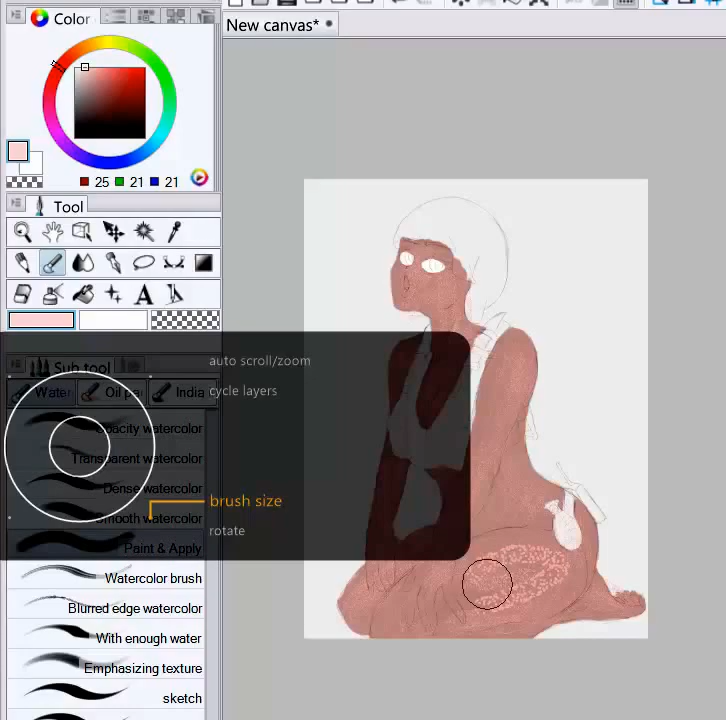 Color
New canvas*
25 21 21
Tool
A
Sub tool
auto scroll/zoom
Water
Oil pa
India
cycle layers
Opacity watercolor
Transparent watercolor
Dense watercolor
brush size
Smooth watercolor
rotate
Paint & Apply
Watercolor brush
Blurred edge watercolor
With enough water
Emphasizing texture
sketch